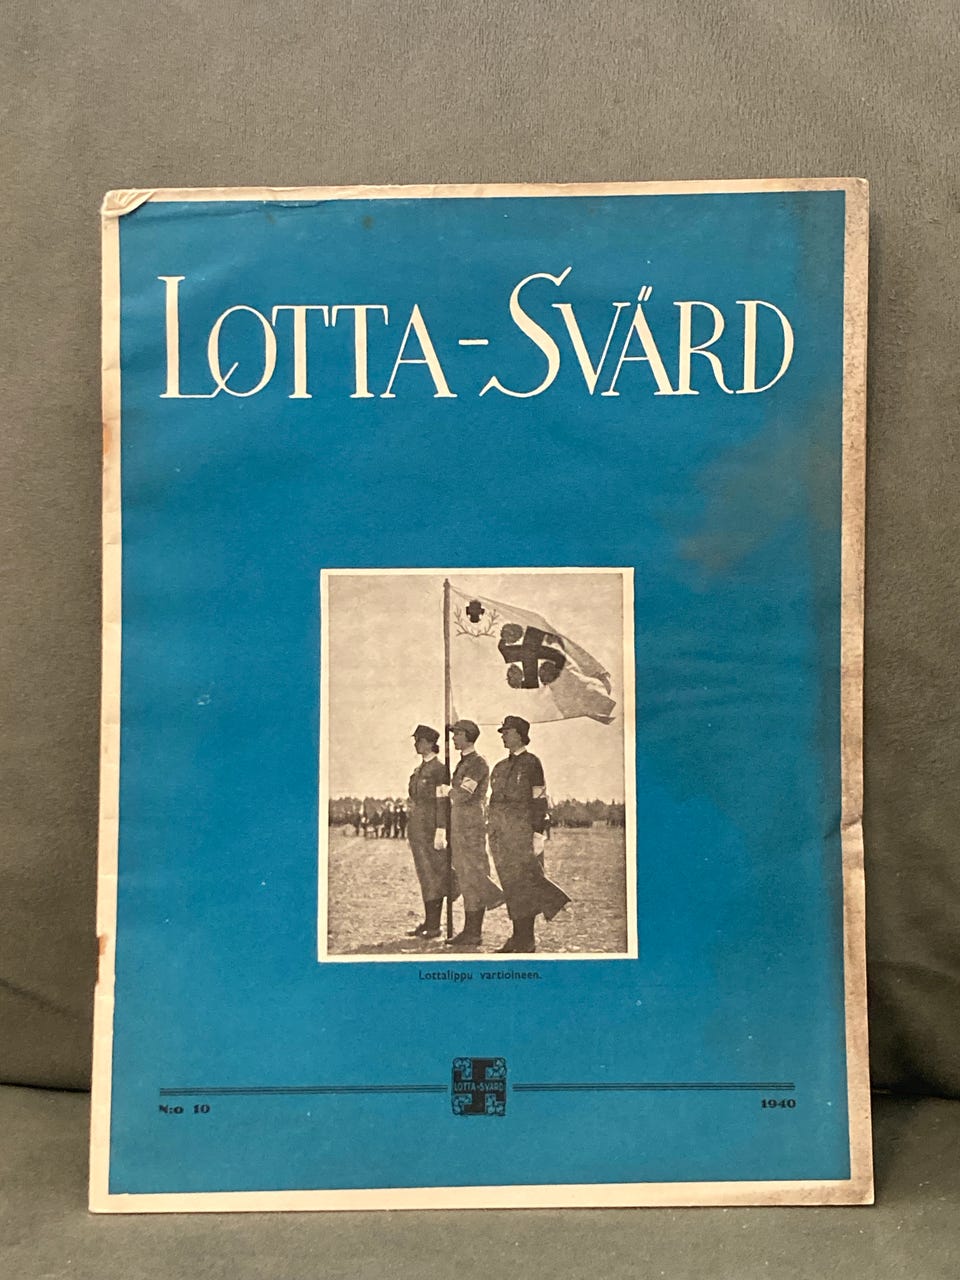 LOTTA-SVÄRD
Lottalippu vartioineen.
LOTTA-SVÄRD
N:o 10
1940